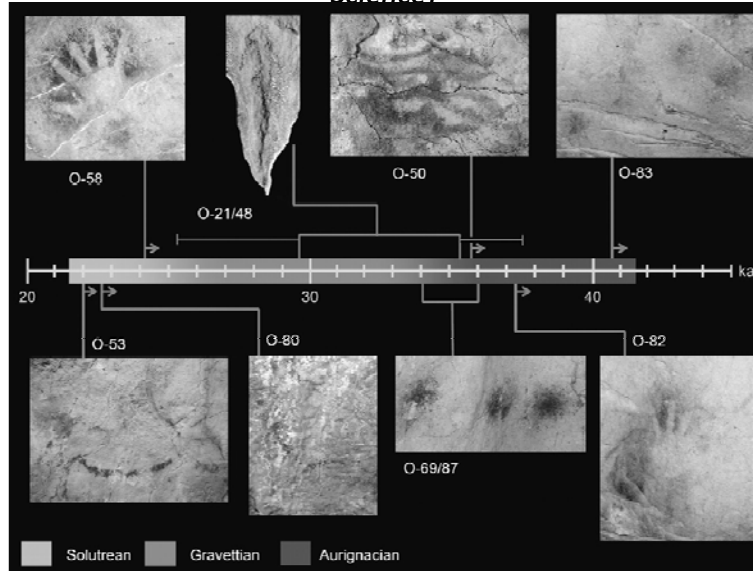 O-58
O-21/48
O-50
O-83
20
30
40
ka
O-53
O-80
O-69/87
O-82
Solutrean
Gravettian
Aurignacian